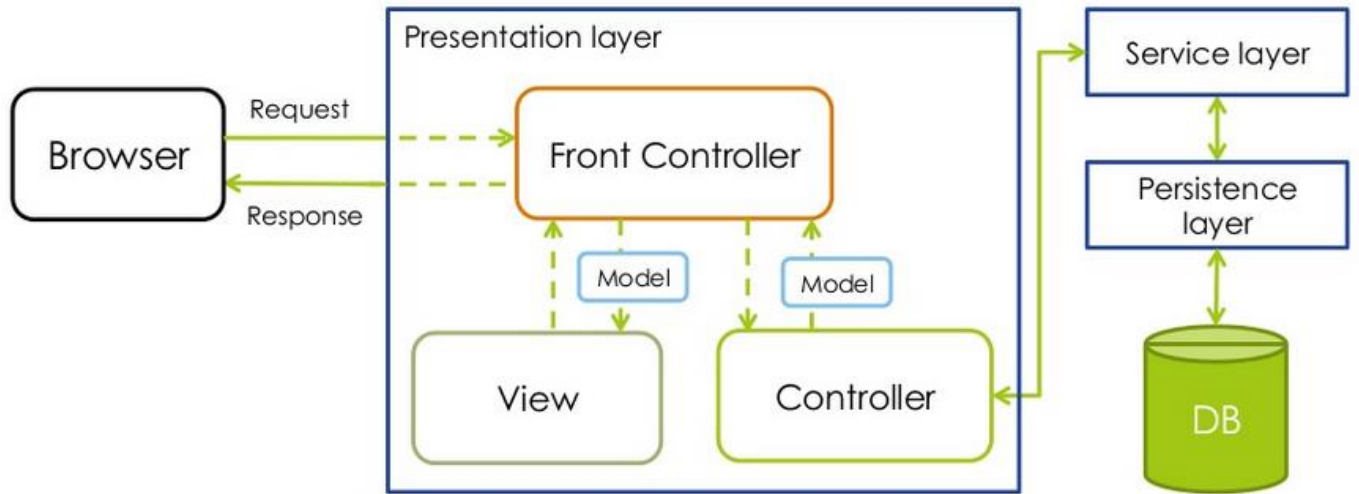 Presentation layer
Service layer
Request
Browser
Front Controller
Response
Persistence
layer
Model
Model
View
Controller
DB